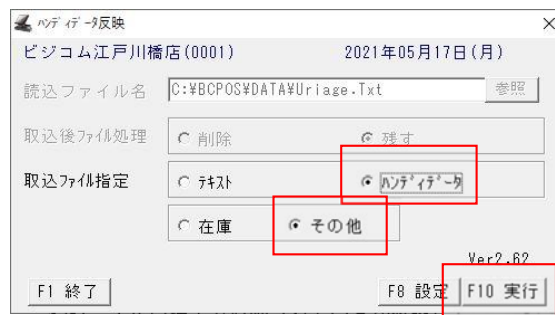 ﾊﾝﾃﾞｨﾃﾞｰﾀ反映
ビジコム江戸川橋店(0001) 2021年05月17日(月)
読込ファイル名 C:¥BCPOS¥DATA¥Uriage.Txt 参照
取込後ﾌｧｲﾙ処理 削除 残す
取込ﾌｧｲﾙ指定 ﾃｷｽﾄ ﾊﾝﾃﾞｨﾃﾞｰﾀ
在庫 その他
Ver2.62
F1 終了 F8 設定 F10 実行